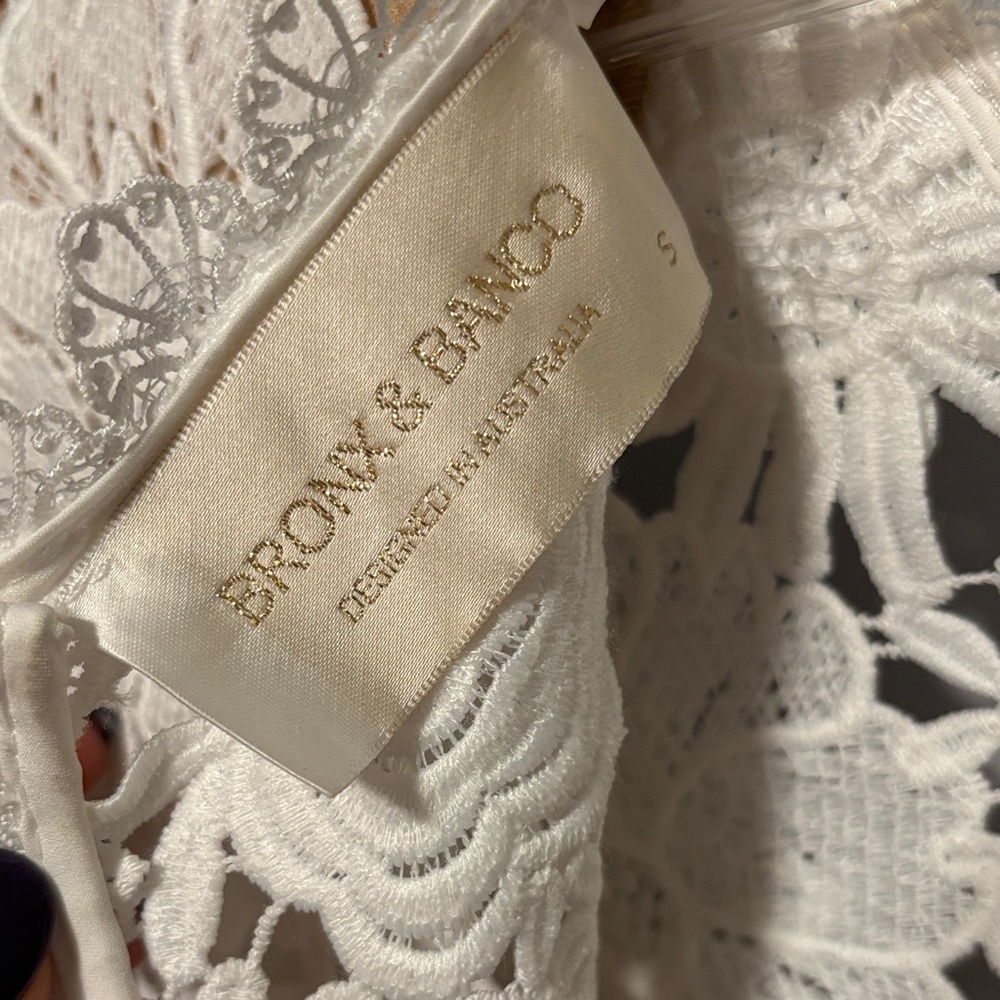 BRONX & BANCO
DESIGNED IN AUSTRALIA
S